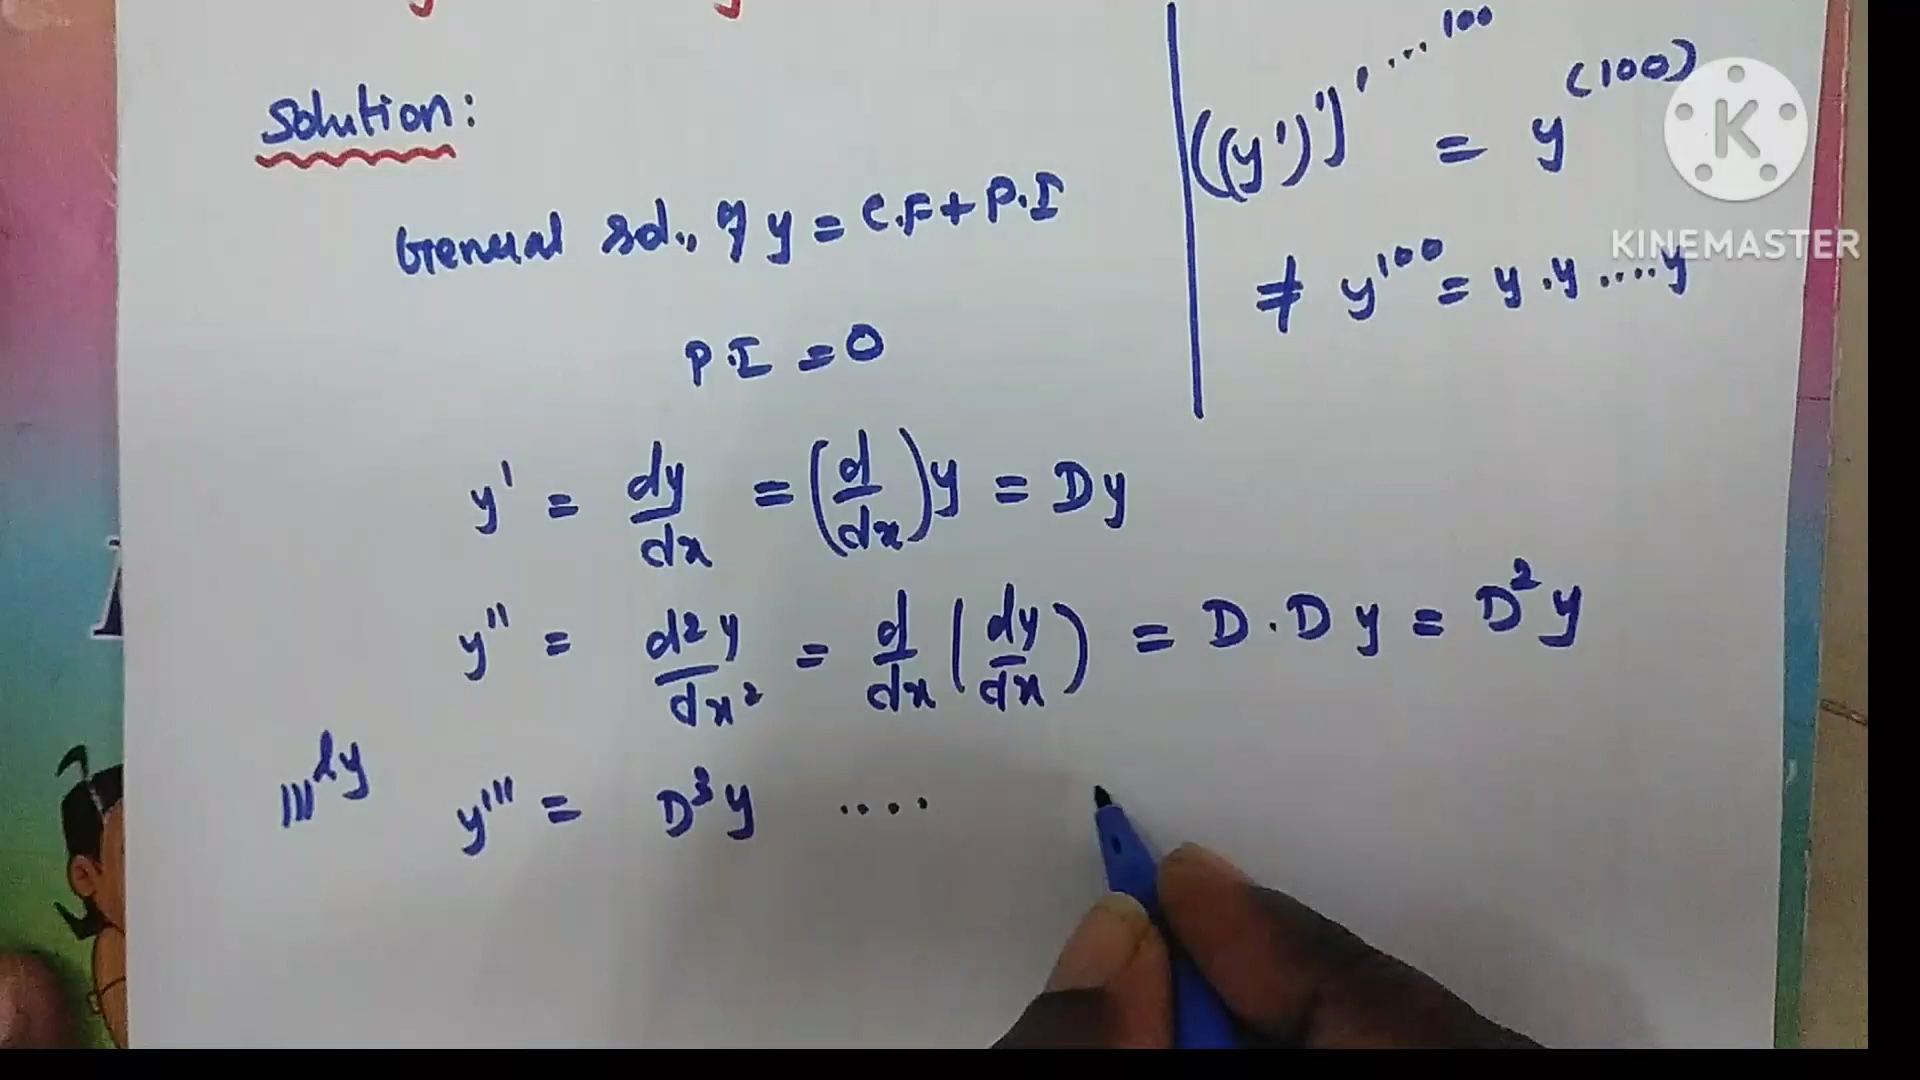 Solution:
General sol., of y = C.F + P.I
P.I = 0
y' = dy/dx = (d/dx)y = Dy
y'' = d²y/dx² = d/dx (dy/dx) = D.Dy = D²y
|||ly y''' = D³y ....
((y')')' ....100 = y(100)
≠ y¹⁰⁰ = y.y....y
K
KINEMASTER